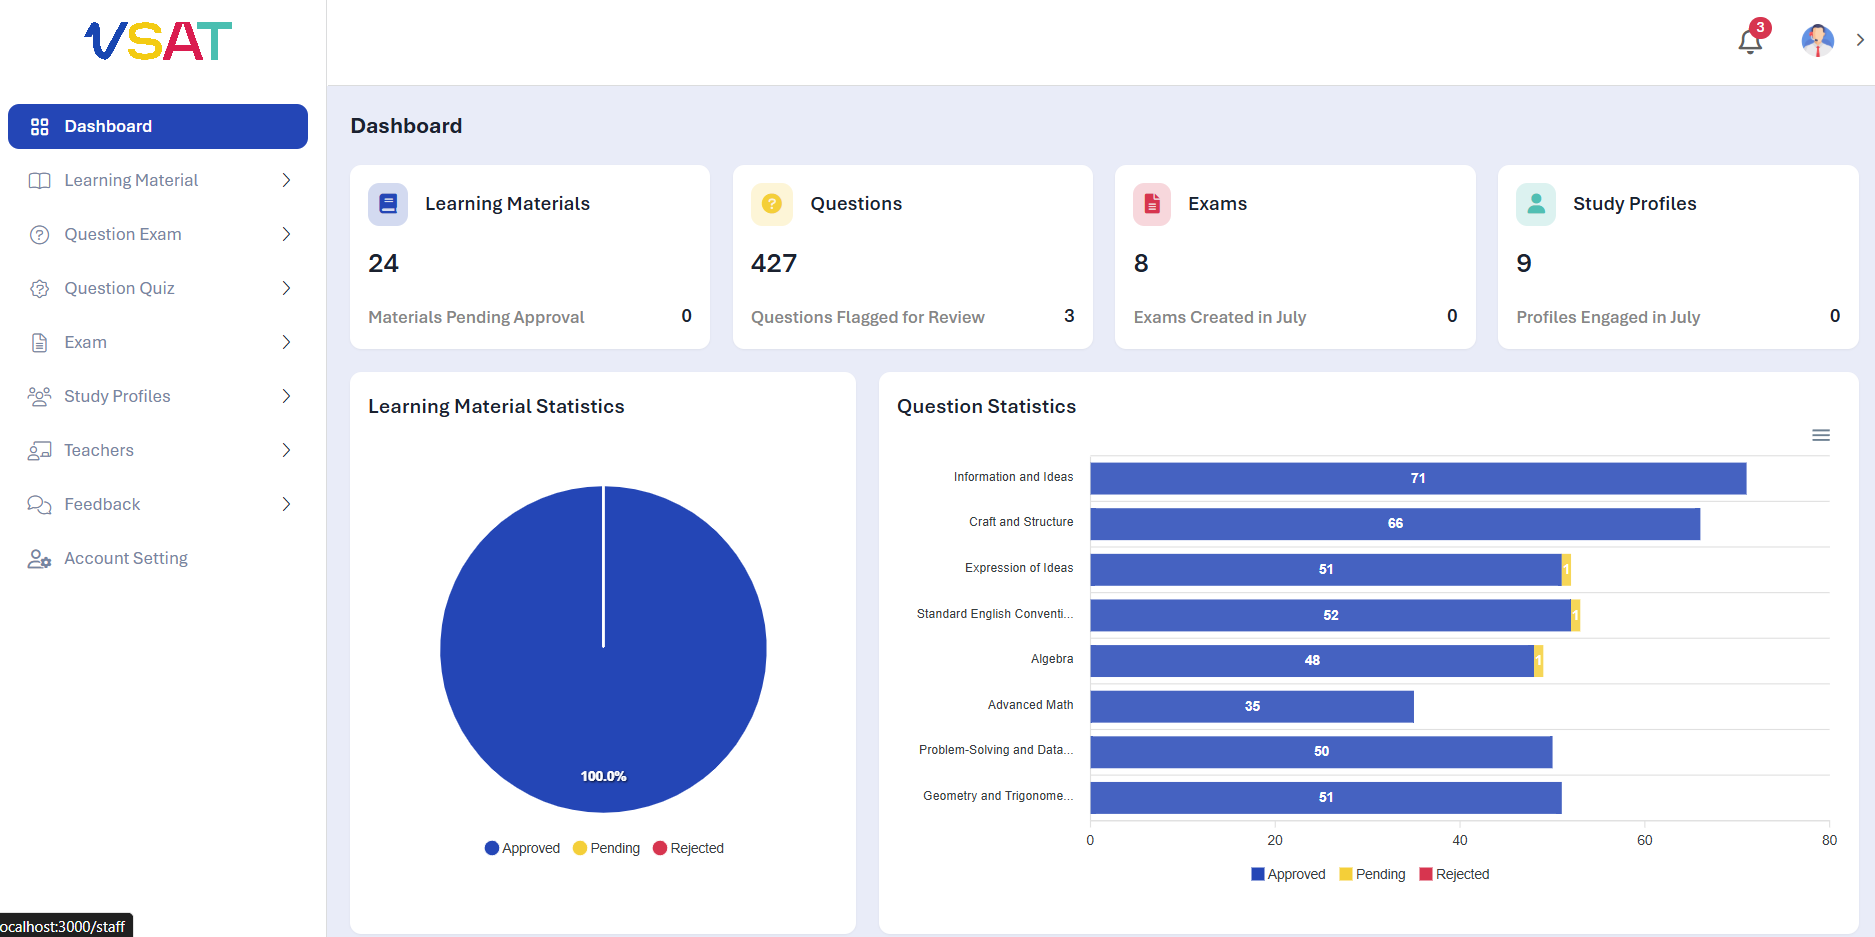 VSAT
3
Dashboard
Learning Material
Question Exam
Question Quiz
Exam
Study Profiles
Teachers
Feedback
Account Setting
Dashboard
Learning Materials
24
Materials Pending Approval 0
Questions
427
Questions Flagged for Review 3
Exams
8
Exams Created in July 0
Study Profiles
9
Profiles Engaged in July 0
Learning Material Statistics
100.0%
Approved Pending Rejected
Question Statistics
Information and Ideas 71
Craft and Structure 66
Expression of Ideas 51 1
Standard English Conventi... 52 1
Algebra 48 1
Advanced Math 35
Problem-Solving and Data... 50
Geometry and Trigonome... 51
0 20 40 60 80
Approved Pending Rejected
ocalhost:3000/staff